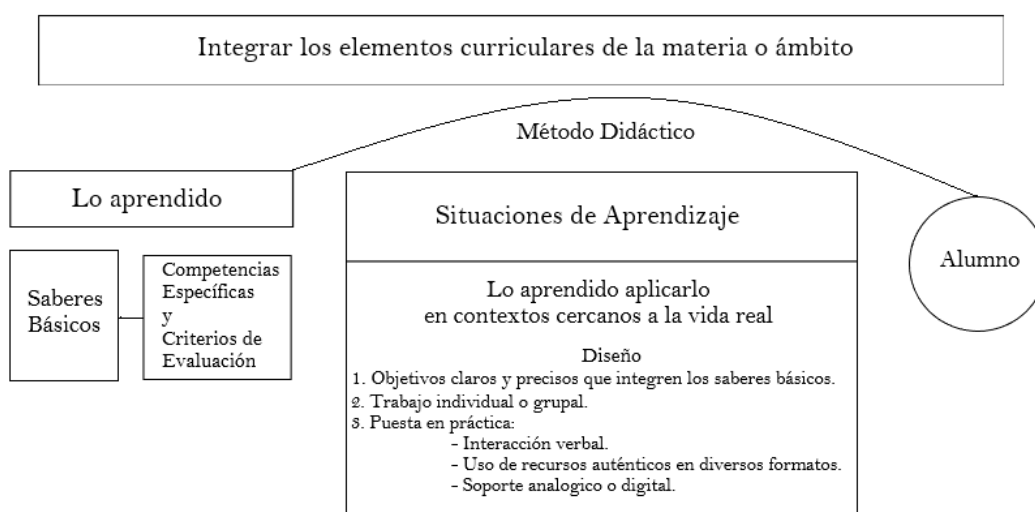 Integrar los elementos curriculares de la materia o ámbito
Método Didáctico
Lo aprendido
Saberes
Básicos
Competencias
Específicas
y
Criterios de
Evaluación
Situaciones de Aprendizaje
Lo aprendido aplicarlo
en contextos cercanos a la vida real
Diseño
1. Objetivos claros y precisos que integren los saberes básicos.
2. Trabajo individual o grupal.
3. Puesta en práctica:
- Interacción verbal.
- Uso de recursos auténticos en diversos formatos.
- Soporte analogico o digital.
Alumno